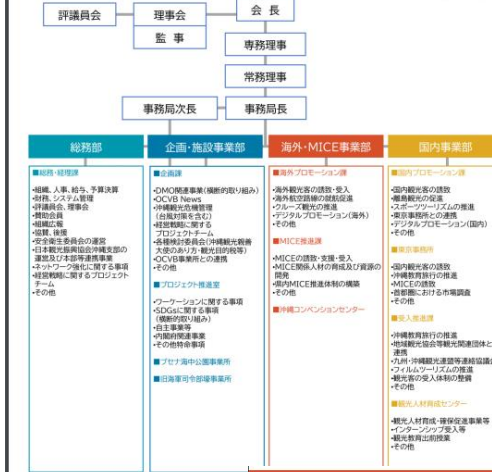 会 長
評議員会
理事会
監 事
専務理事
常務理事
事務局次長
事務局長
総務部
■総務・経理課
・組織、人事、給与、予算決算
・財務、システム管理
・評議員会、理事会
・賛助会員
・組織広報
・協賛、後援
・安全衛生委員会の運営
・日本観光振興協会沖縄支部の
運営及び本部等連携事業
・ネットワーク強化に関する事項
・経営戦略に関するプロジェクト
チーム
・その他
企画・施設事業部
■企画課
・DMO関連事業(横断的取り組み)
・OCVB News
・沖縄観光危機管理
(台風対策を含む)
・経営戦略に関する
プロジェクトチーム
・各種検討委員会(沖縄観光親善
大使のあり方・観光目的税等)
・OCVB事業所との連携
・その他
■プロジェクト推進室
・ワーケーションに関する事項
・SDGsに関する事項
(横断的取り組み)
・自主事業等
・内閣府関連事業
・その他特命事項
■ブセナ海中公園事業所
■旧海軍司令部壕事業所
海外・MICE事業部
■海外プロモーション課
・海外観光客の誘致・受入
・海外航空路線の就航促進
・クルーズ観光の推進
・デジタルプロモーション(海外)
・その他
■MICE推進課
・MICEの誘致・支援・受入
・MICE関係人材の育成及び資源の
開発
・県内MICE推進体制の構築
・その他
■沖縄コンベンションセンター
国内事業部
■国内プロモーション課
・国内観光客の誘致
・離島観光の促進
・スポーツツーリズムの推進
・東京事務所との連携
・デジタルプロモーション(国内)
・その他
■東京事務所
・国内観光客の誘致
・沖縄教育旅行の推進
・MICEの誘致
・首都圏における市場調査
・その他
■受入推進課
・沖縄教育旅行の推進
・地域観光協会等観光関連団体と
連携
・九州・沖縄観光連盟等連絡協議会
・フィルムツーリズムの推進
・観光客の受入体制の整備
・その他
■観光人材育成センター
・観光人材育成・確保促進事業等
・インターンシップ受入等
・観光教育出前授業
・その他